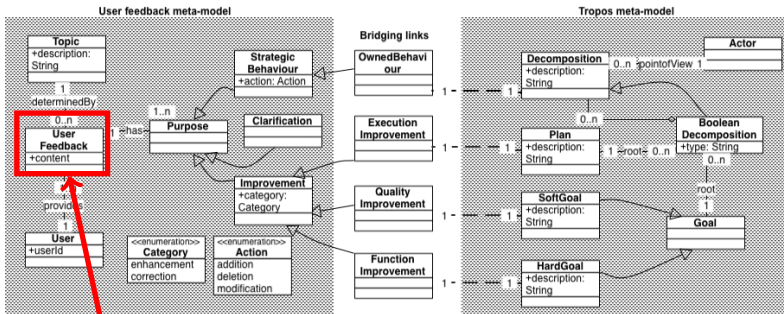 User feedback meta-model
Tropos meta-model
Topic
+description:
String
1
determinedBy
0..n
User
Feedback
+content
provides
1
User
+userId
1
has
1..n
Purpose
Strategic
Behaviour
+action: Action
Clarification
Improvement
+category:
Category
<<enumeration>>
Category
enhancement
correction
<<enumeration>>
Action
addition
deletion
modification
Bridging links
OwnedBehavi
our
Execution
Improvement
Quality
Improvement
Function
Improvement
1
1
1
1
1
1
1
1
Decomposition
+description:
String
0..n
pointofView
1
Actor
0..n
Boolean
Decomposition
+type: String
0..n
Plan
+description:
String
1
root
0..n
SoftGoal
+description:
String
root
1
Goal
HardGoal
+description:
String